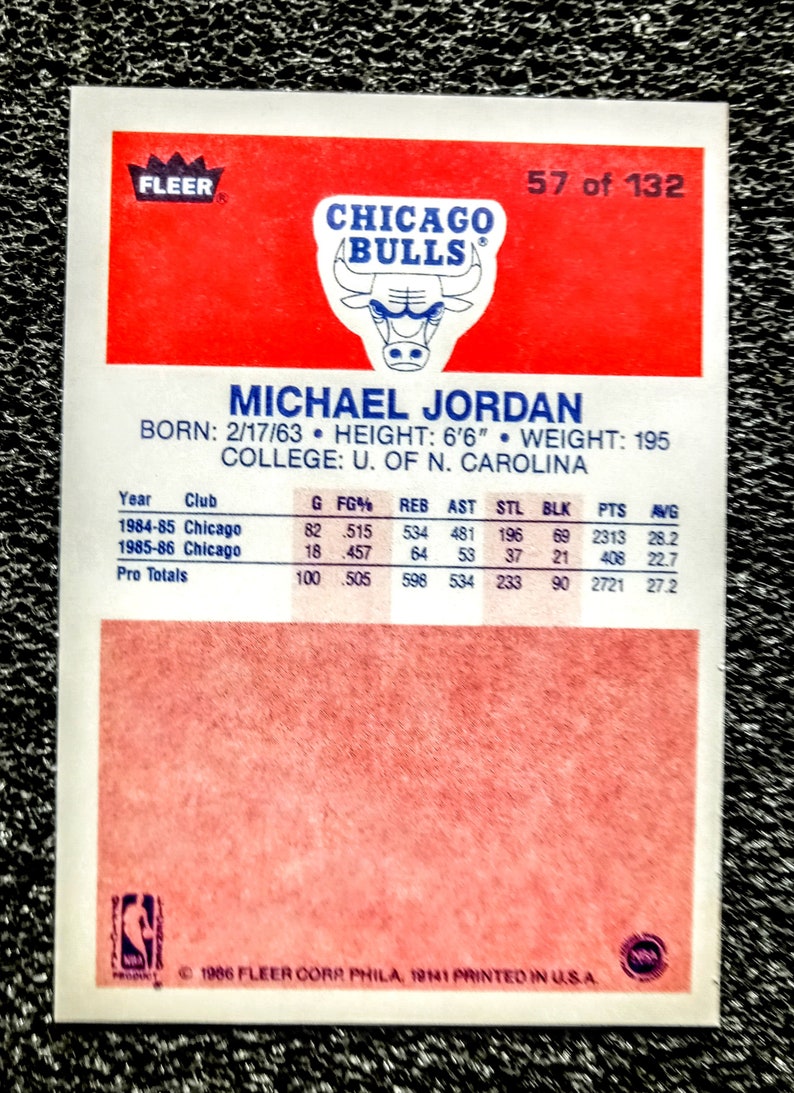 FLEER®
57 of 132
CHICAGO
BULLS®
MICHAEL JORDAN
BORN: 2/17/63 • HEIGHT: 6'6" • WEIGHT: 195
COLLEGE: U. OF N. CAROLINA
Year Club G FG% REB AST STL BLK PTS AVG
1984-85 Chicago 82 .515 534 481 196 69 2313 28.2
1985-86 Chicago 18 .457 64 53 37 21 408 22.7
Pro Totals 100 .505 598 534 233 90 2721 27.2
NBA
PRODUCT®
© 1986 FLEER CORP. PHILA., 19141 PRINTED IN U.S.A.